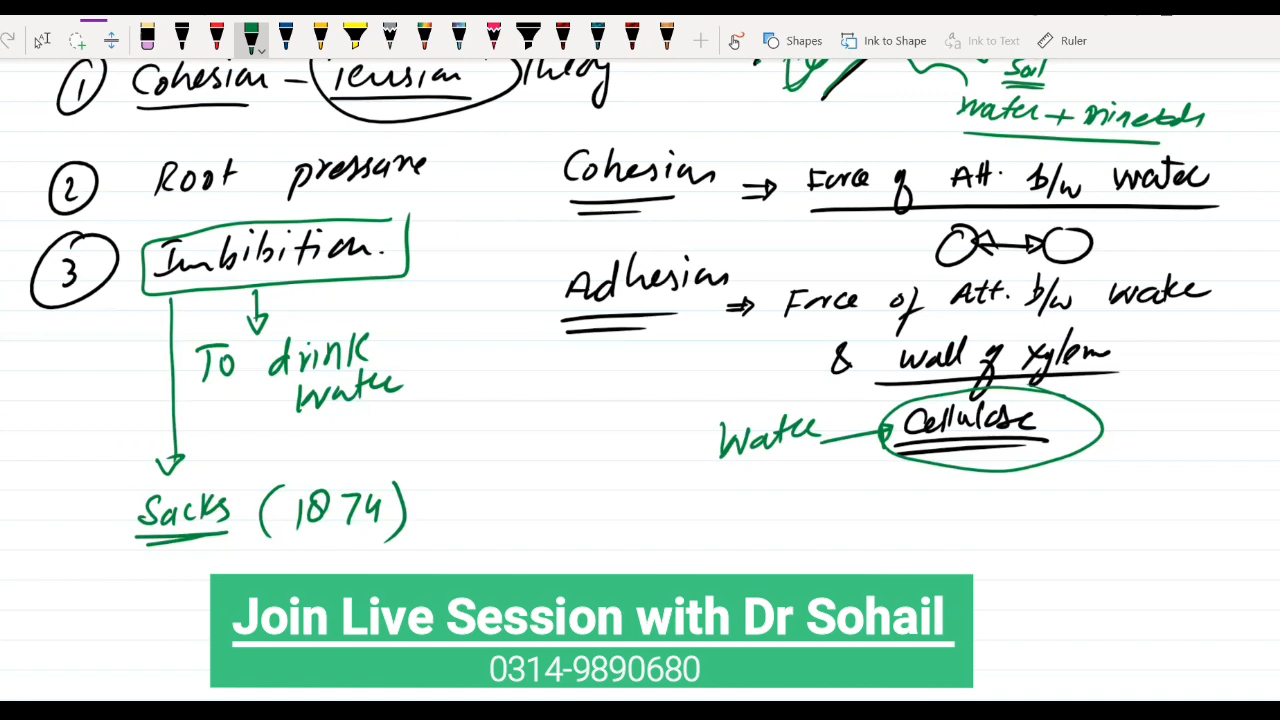 Shapes Ink to Shape Ink to Text Ruler
① Cohesion – Tension Theory
Soil
Water + Minerals
② Root pressure
③ Imbibition.
To drink
water
Sacks (1874)
Cohesion ⇒ Force of Att. b/w water
Adhesion ⇒ Force of Att. b/w water
& wall of xylem
Water → Cellulose
Join Live Session with Dr Sohail
0314-9890680